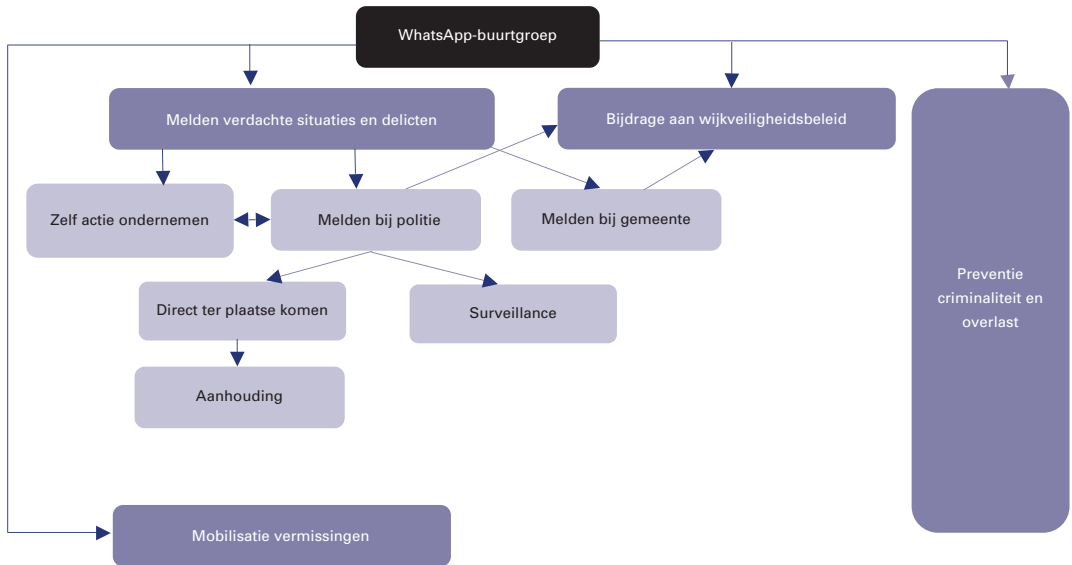 WhatsApp-buurtgroep
Melden verdachte situaties en delicten
Bijdrage aan wijkveiligheidsbeleid
Zelf actie ondernemen
Melden bij politie
Melden bij gemeente
Preventie
criminaliteit en
overlast
Direct ter plaatse komen
Surveillance
Aanhouding
Mobilisatie vermissingen